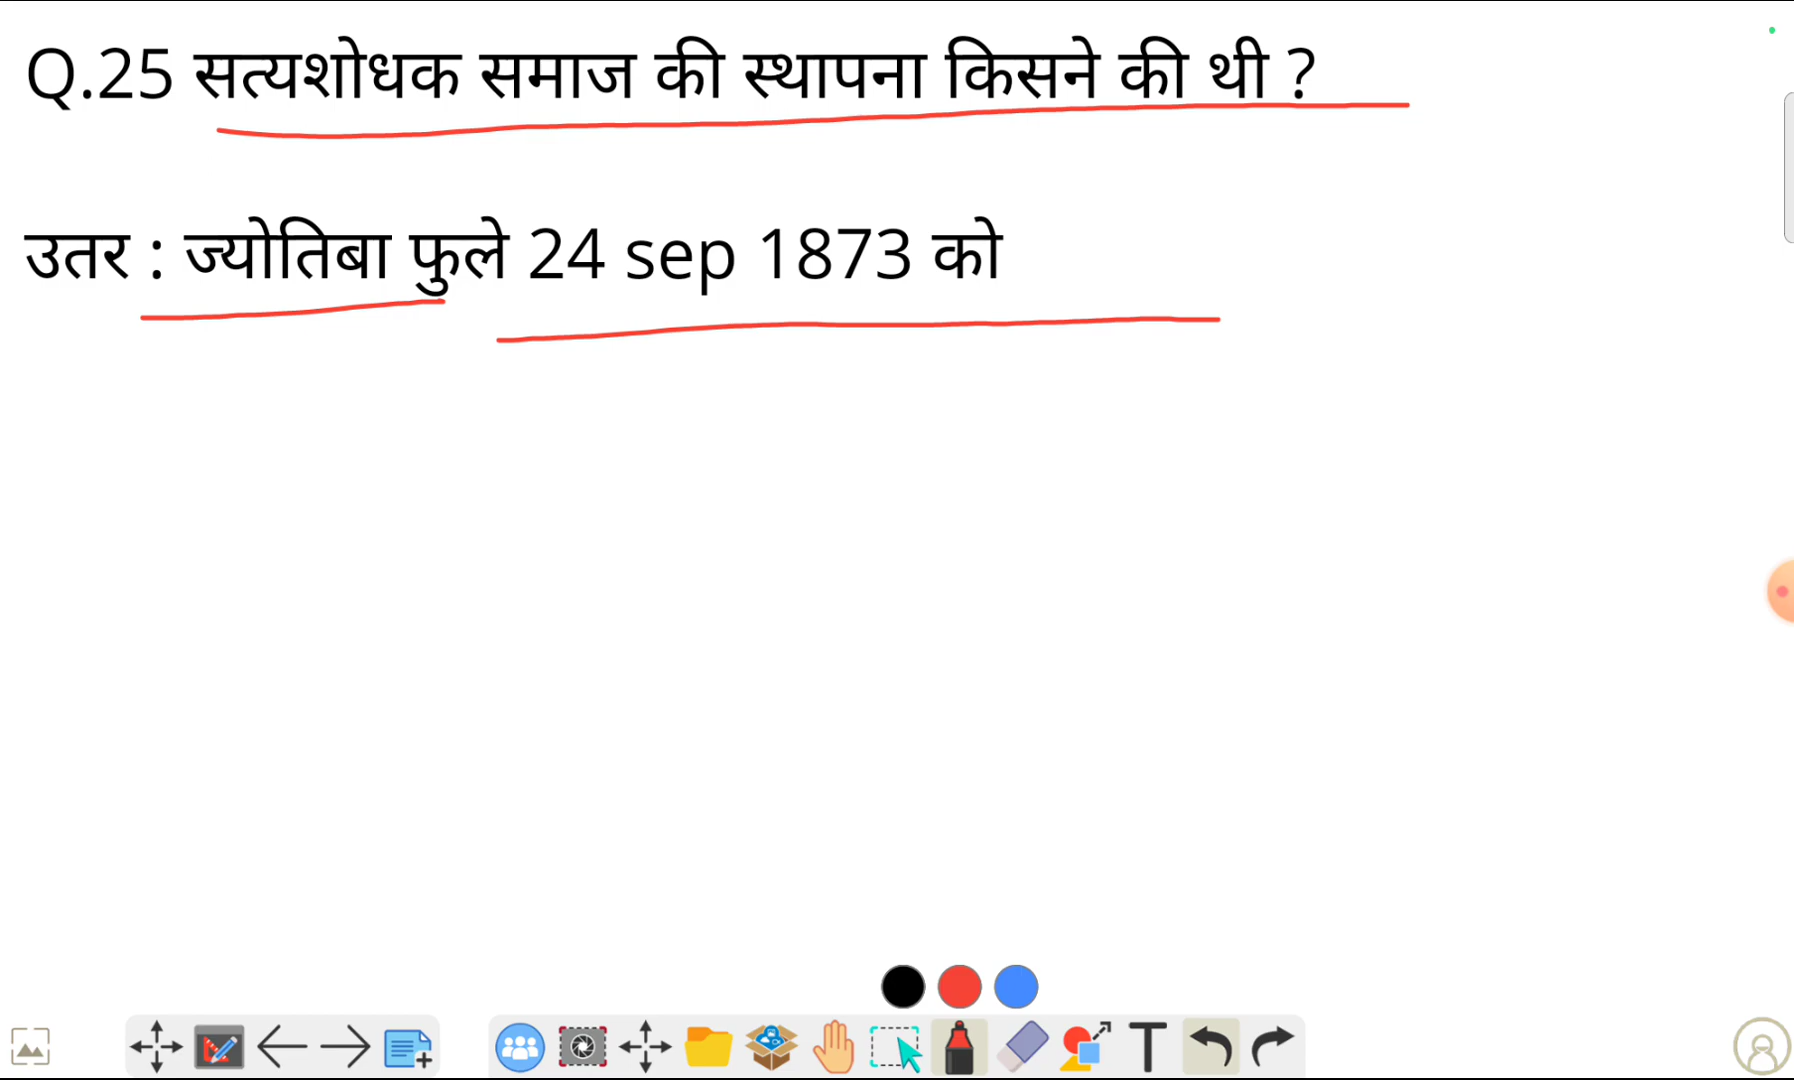 Q.25 सत्यशोधक समाज की स्थापना किसने की थी ?
उतर : ज्योतिबा फुले 24 sep 1873 को